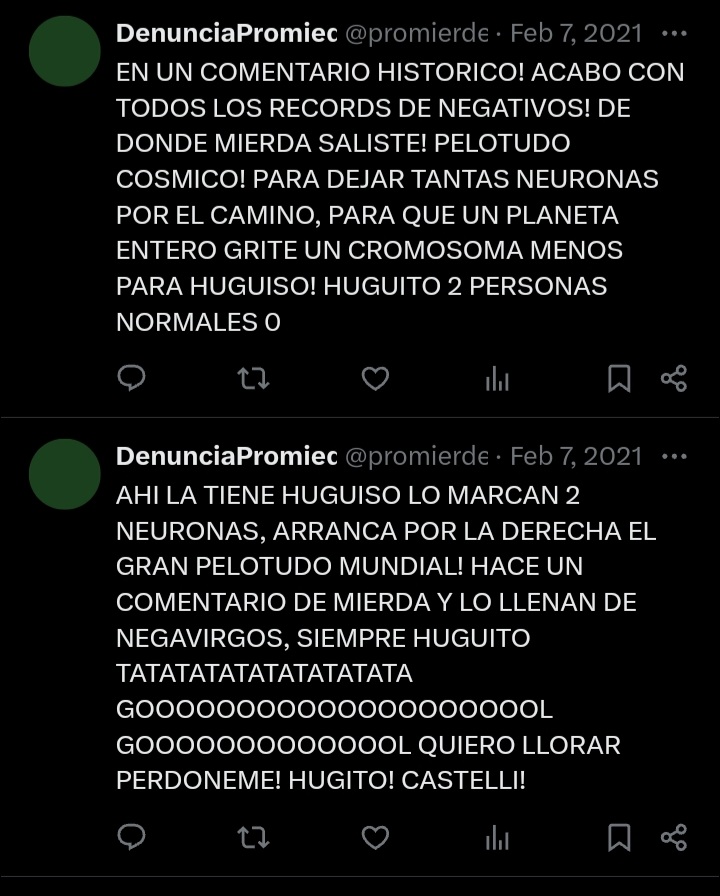 DenunciaPromied @promierde · Feb 7, 2021
EN UN COMENTARIO HISTORICO! ACABO CON
TODOS LOS RECORDS DE NEGATIVOS! DE
DONDE MIERDA SALISTE! PELOTUDO
COSMICO! PARA DEJAR TANTAS NEURONAS
POR EL CAMINO, PARA QUE UN PLANETA
ENTERO GRITE UN CROMOSOMA MENOS
PARA HUGUISO! HUGUITO 2 PERSONAS
NORMALES 0
DenunciaPromied @promierde · Feb 7, 2021
AHI LA TIENE HUGUISO LO MARCAN 2
NEURONAS, ARRANCA POR LA DERECHA EL
GRAN PELOTUDO MUNDIAL! HACE UN
COMENTARIO DE MIERDA Y LO LLENAN DE
NEGAVIRGOS, SIEMPRE HUGUITO
TATATATATATATATATATA
GOOOOOOOOOOOOOOOOOOOOL
GOOOOOOOOOOOOOL QUIERO LLORAR
PERDONEME! HUGITO! CASTELLI!